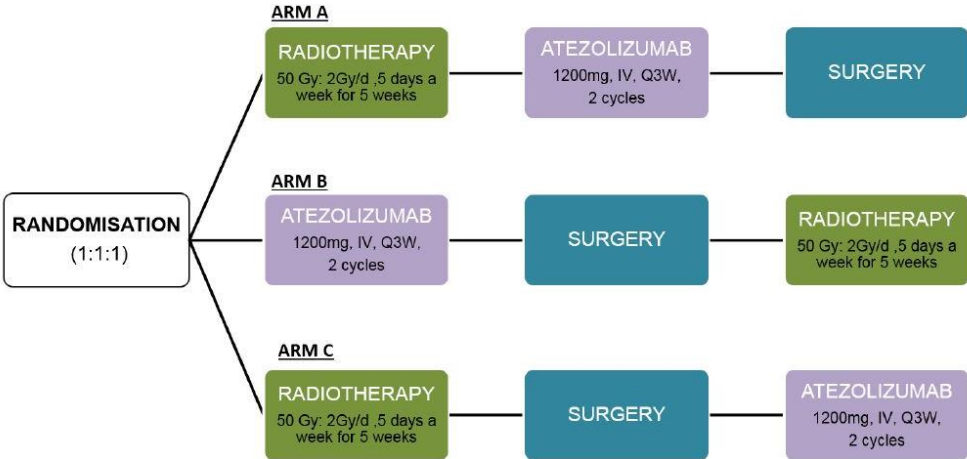 ARM A
RADIOTHERAPY
50 Gy: 2Gy/d ,5 days a
week for 5 weeks
ATEZOLIZUMAB
1200mg, IV, Q3W,
2 cycles
SURGERY
RANDOMISATION
(1:1:1)
ARM B
ATEZOLIZUMAB
1200mg, IV, Q3W,
2 cycles
SURGERY
RADIOTHERAPY
50 Gy: 2Gy/d ,5 days a
week for 5 weeks
ARM C
RADIOTHERAPY
50 Gy: 2Gy/d ,5 days a
week for 5 weeks
SURGERY
ATEZOLIZUMAB
1200mg, IV, Q3W,
2 cycles